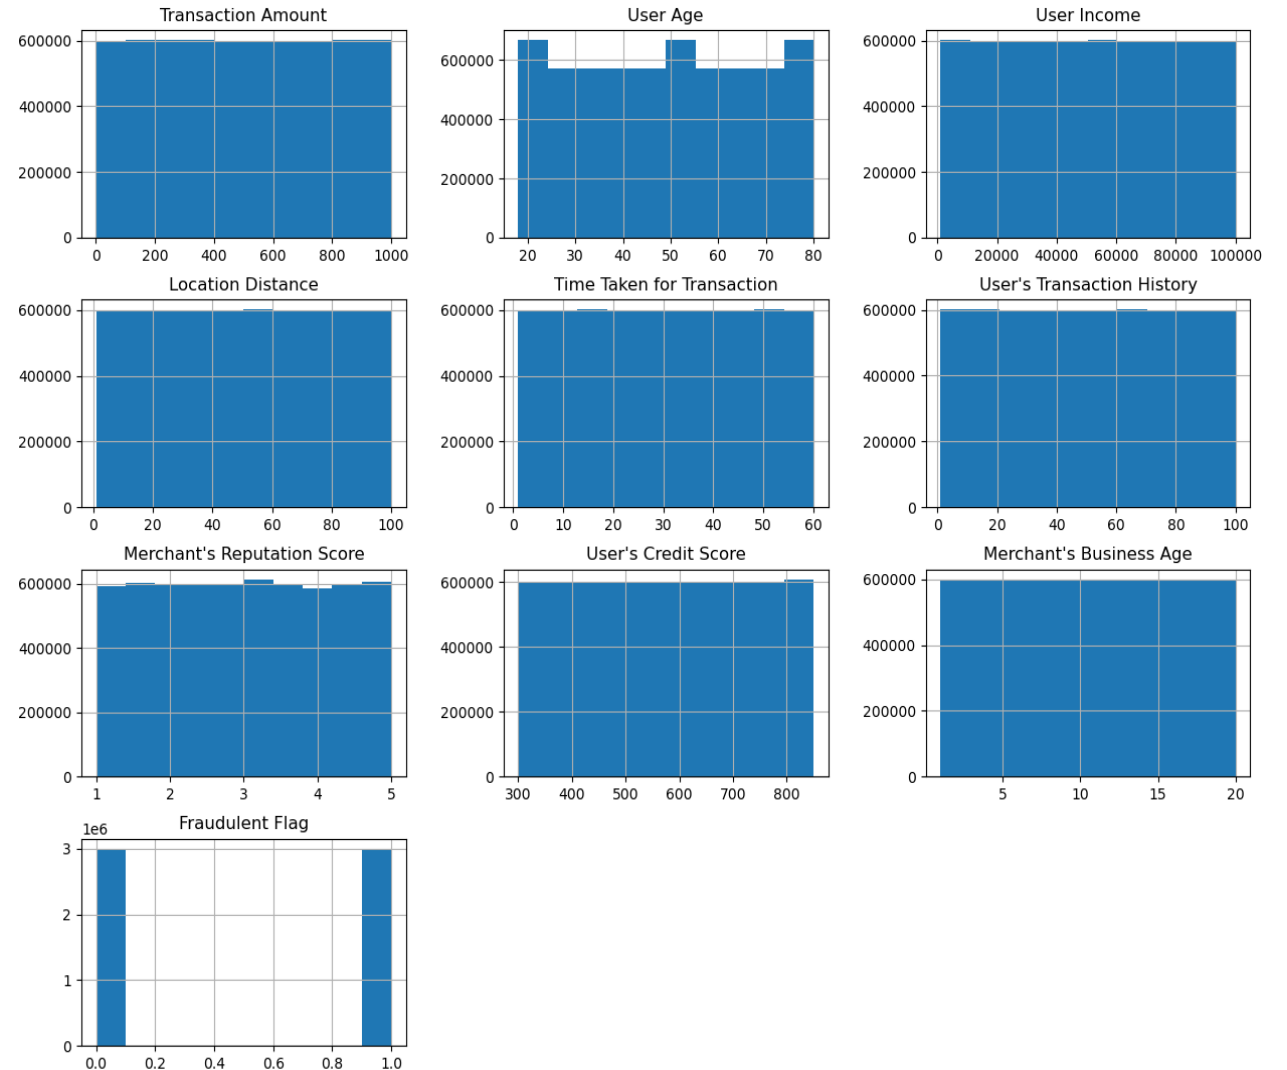 Transaction Amount
600000
400000
200000
0
0 200 400 600 800 1000
User Age
600000
400000
200000
0
20 30 40 50 60 70 80
User Income
600000
400000
200000
0
0 20000 40000 60000 80000 100000
Location Distance
600000
400000
200000
0
0 20 40 60 80 100
Time Taken for Transaction
600000
400000
200000
0
0 10 20 30 40 50 60
User's Transaction History
600000
400000
200000
0
0 20 40 60 80 100
Merchant's Reputation Score
600000
400000
200000
0
1 2 3 4 5
User's Credit Score
600000
400000
200000
0
300 400 500 600 700 800
Merchant's Business Age
600000
400000
200000
0
5 10 15 20
Fraudulent Flag
1e6
3
2
1
0
0.0 0.2 0.4 0.6 0.8 1.0